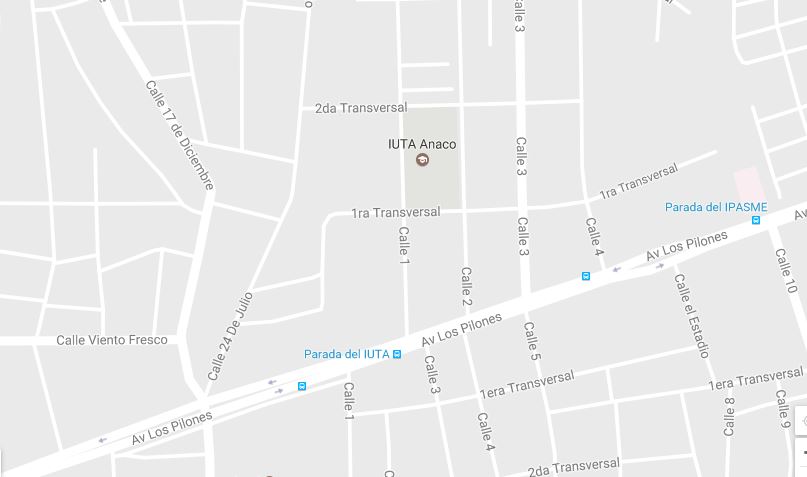 Calle 3
2da Transversal
Calle 17 de Diciembre
IUTA Anaco
Calle 3
1ra Transversal
1ra Transversal
Parada del IPASME
Calle 1
Calle 3
Calle 4
Av Los Pilones
Av
Calle 2
Calle 10
Calle 24 De Julio
Calle el Estadio
Av Los Pilones
Calle Viento Fresco
Parada del IUTA
Calle 5
Calle 3
Calle 1
1era Transversal
1era Transversal
Av Los Pilones
Calle 4
Calle 8
Calle 9
2da Transversal